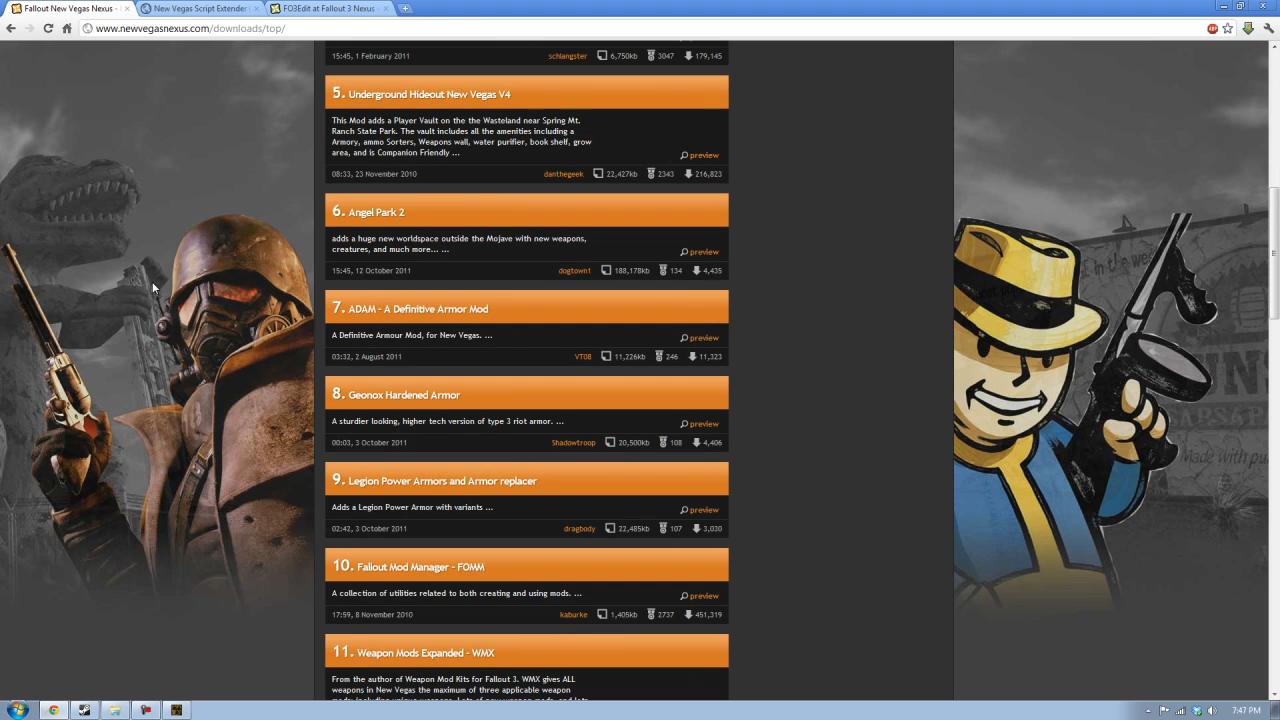 Fallout New Vegas Nexus -
New Vegas Script Extender
FO3Edit at Fallout 3 Nexus -
www.newvegasnexus.com/downloads/top/
ABP
15:45, 1 February 2011 schlangster 6,750kb 3047 179,145
5. Underground Hideout New Vegas V4
This Mod adds a Player Vault on the the Wasteland near Spring Mt.
Ranch State Park. The vault includes all the amenities including a
Armory, ammo Sorters, Weapons wall, water purifier, book shelf, grow
area, and is Companion Friendly ...
preview
08:33, 23 November 2010 danthegeek 22,427kb 2343 216,823
6. Angel Park 2
adds a huge new worldspace outside the Mojave with new weapons,
creatures, and much more... ...
preview
15:45, 12 October 2011 dogtown1 188,178kb 134 4,435
7. ADAM - A Definitive Armor Mod
A Definitive Armour Mod, for New Vegas. ...
preview
03:32, 2 August 2011 VT08 11,226kb 246 11,323
8. Geonox Hardened Armor
A sturdier looking, higher tech version of type 3 riot armor. ...
preview
00:03, 3 October 2011 Shadowtroop 20,500kb 108 4,406
9. Legion Power Armors and Armor replacer
Adds a Legion Power Armor with variants ...
preview
02:42, 3 October 2011 dragbody 22,485kb 107 3,030
10. Fallout Mod Manager - FOMM
A collection of utilities related to both creating and using mods. ...
preview
17:59, 8 November 2010 kaburke 1,405kb 2737 451,319
11. Weapon Mods Expanded - WMX
From the author of Weapon Mod Kits for Fallout 3. WMX gives ALL
weapons in New Vegas the maximum of three applicable weapon
7:47 PM